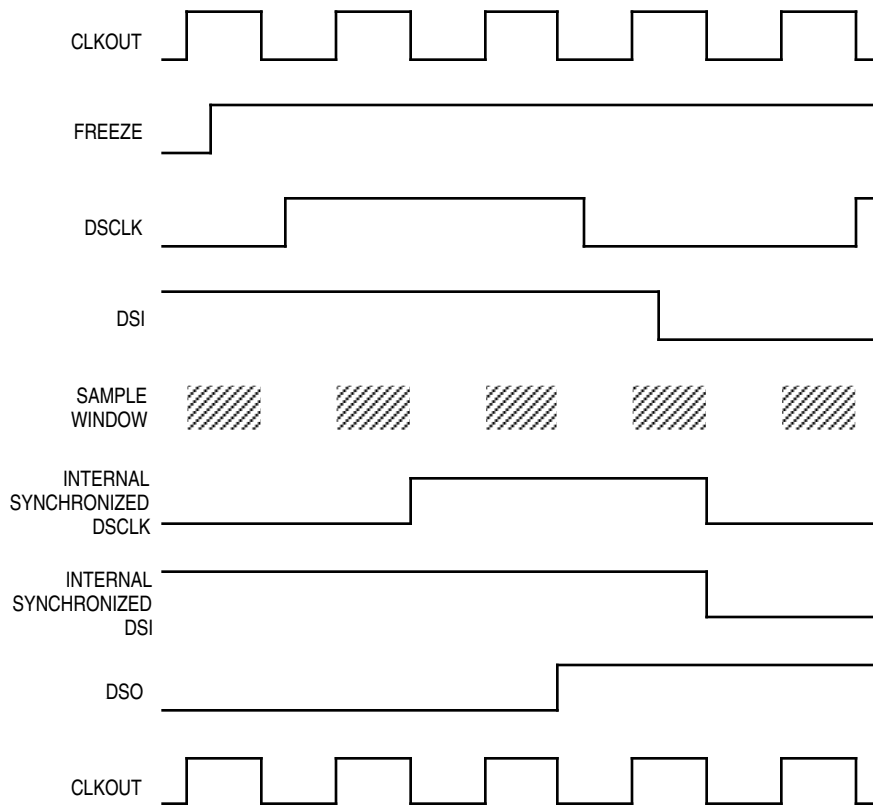 CLKOUT
FREEZE
DSCLK
DSI
SAMPLE
WINDOW
INTERNAL
SYNCHRONIZED
DSCLK
INTERNAL
SYNCHRONIZED
DSI
DSO
CLKOUT